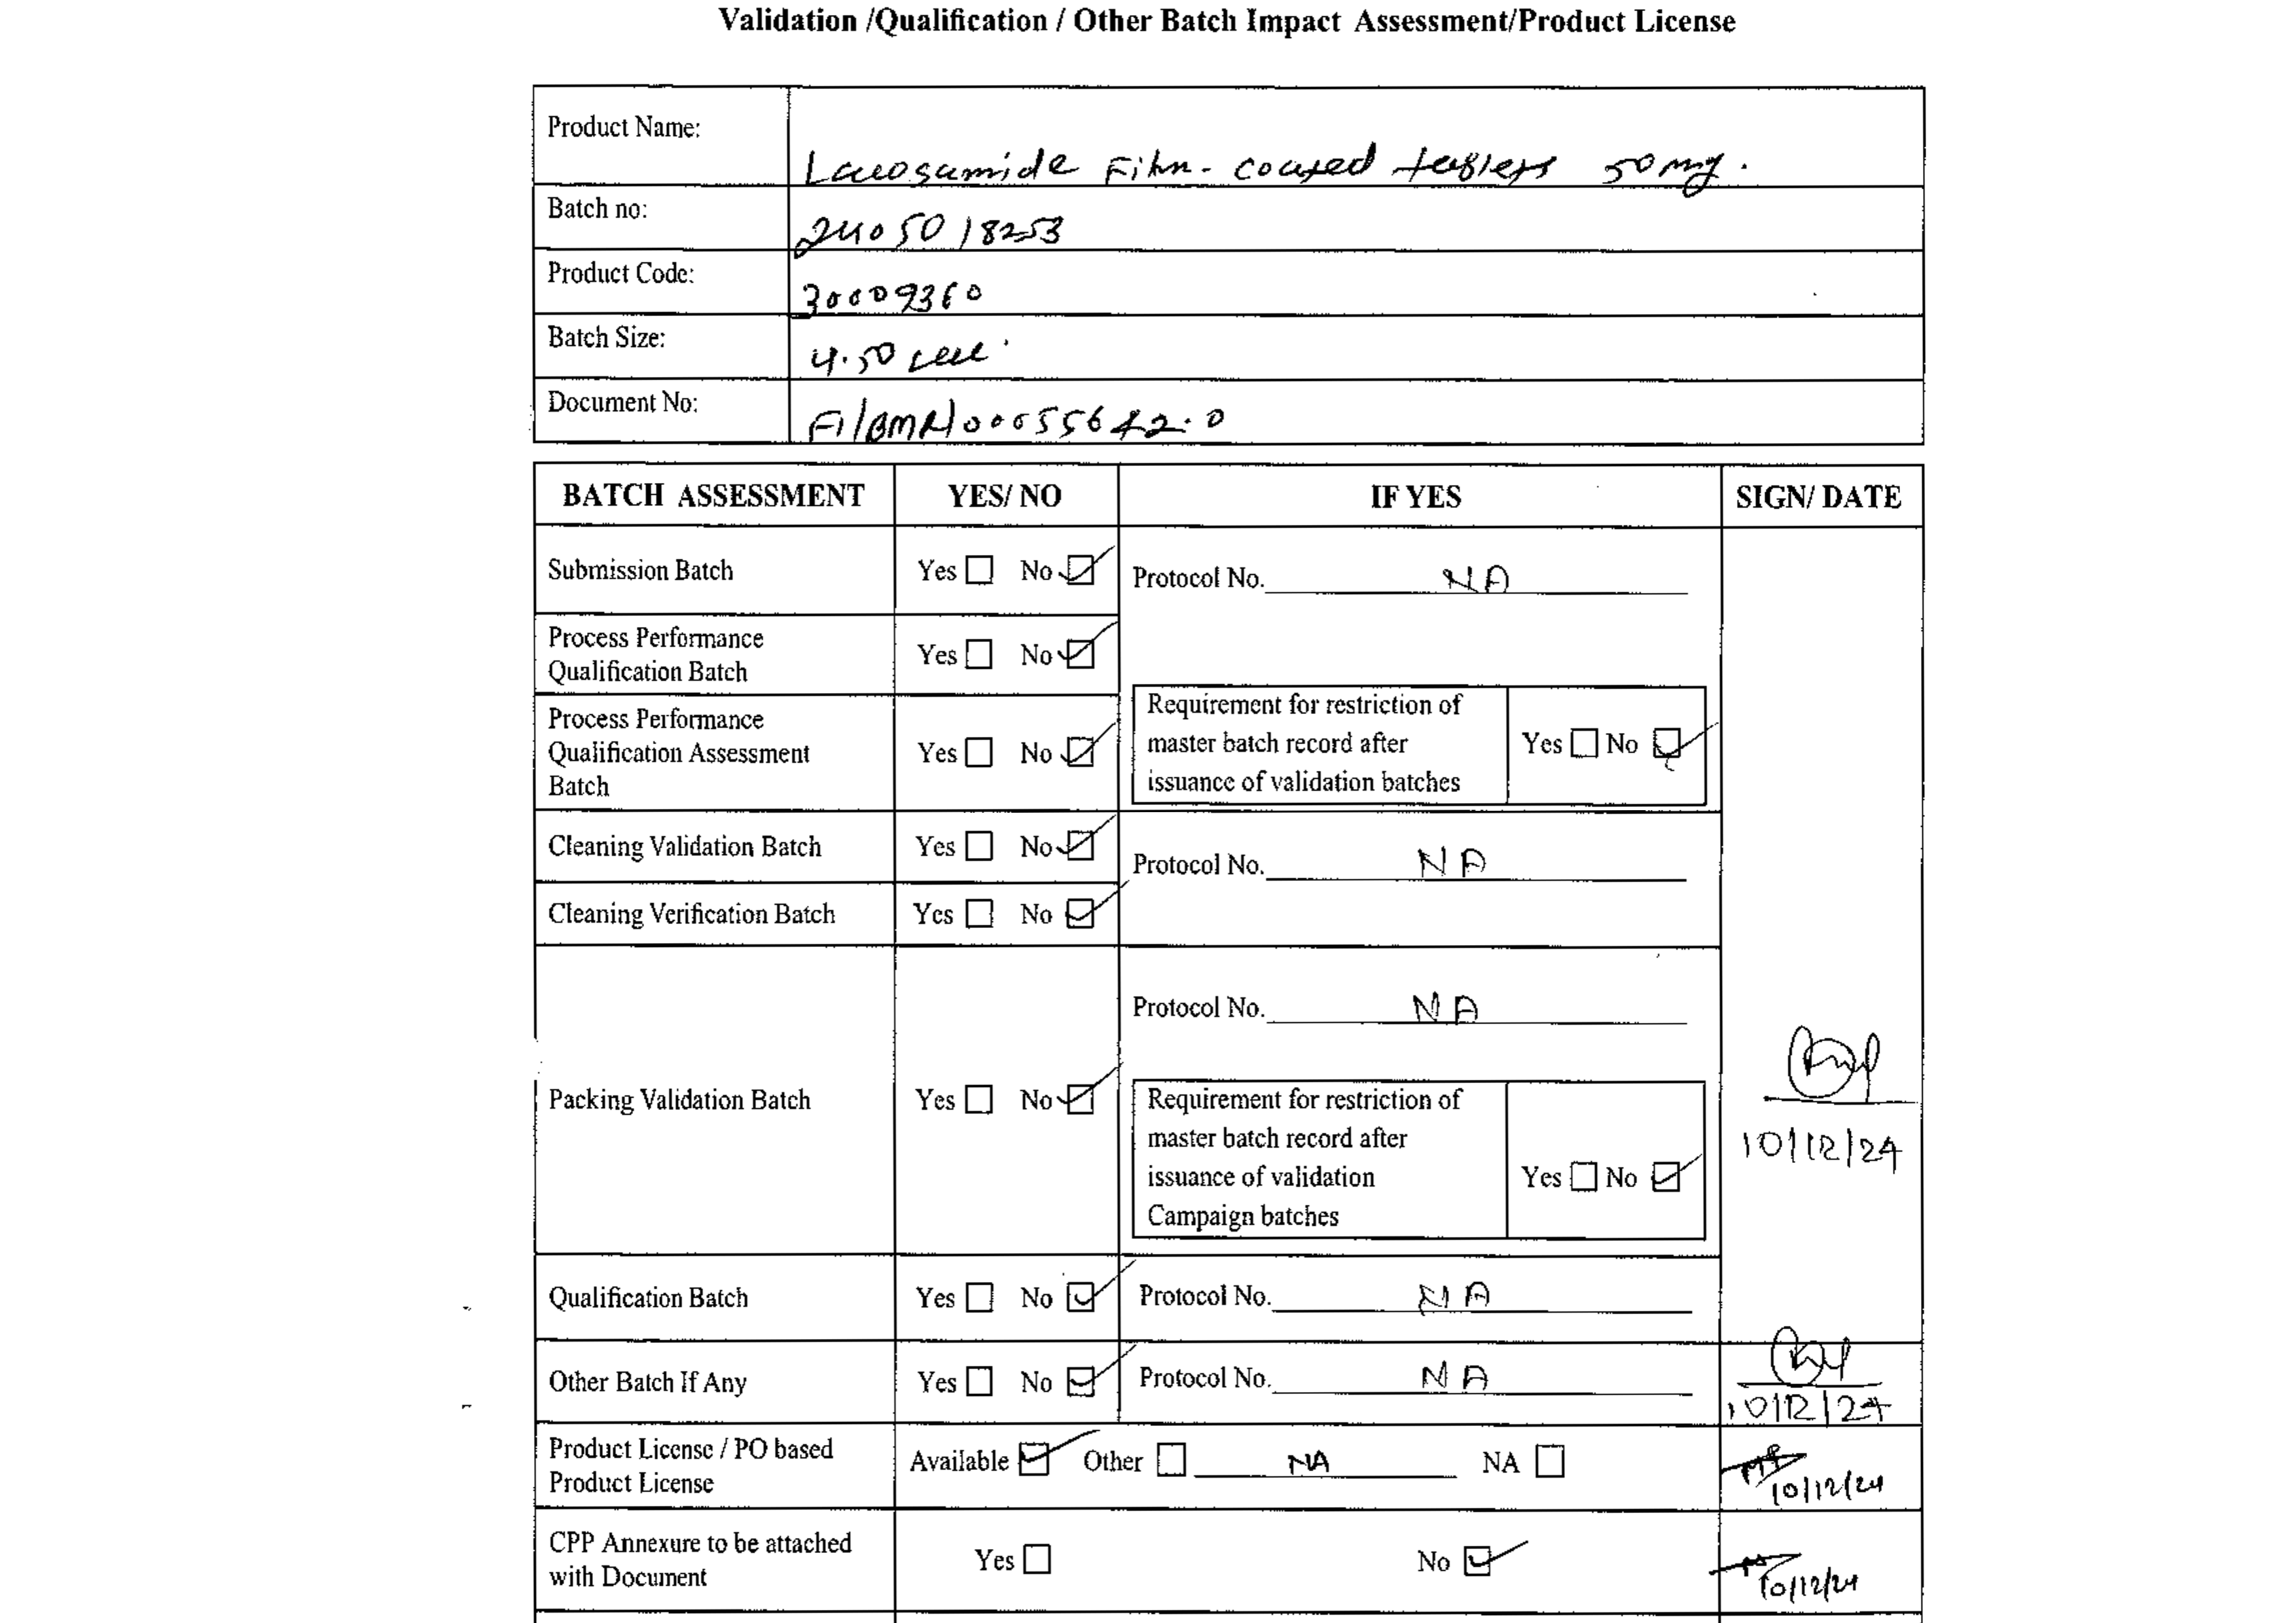 Validation /Qualification / Other Batch Impact Assessment/Product License
Product Name:
Lacosamide Film-coated tablets 50mg.
Batch no:
2405018253
Product Code:
30009360
Batch Size:
4.50
Document No:
F1/BMR/00055642.0
BATCH ASSESSMENT YES/ NO IF YES SIGN/ DATE
Submission Batch Yes No Protocol No. NA
Process Performance
Qualification Batch
Yes No
Process Performance
Qualification Assessment
Batch
Yes No
Requirement for restriction of
master batch record after
issuance of validation batches
Yes No
Cleaning Validation Batch Yes No Protocol No. NA
Cleaning Verification Batch Yes No
Packing Validation Batch Yes No
Protocol No. NA
Requirement for restriction of
master batch record after
issuance of validation
Campaign batches
Yes No
10/12/24
Qualification Batch Yes No Protocol No. NA
Other Batch If Any Yes No Protocol No. NA
10/12/24
Product License / PO based
Product License
Available Other NA NA
10/12/24
CPP Annexure to be attached
with Document
Yes No
10/12/24